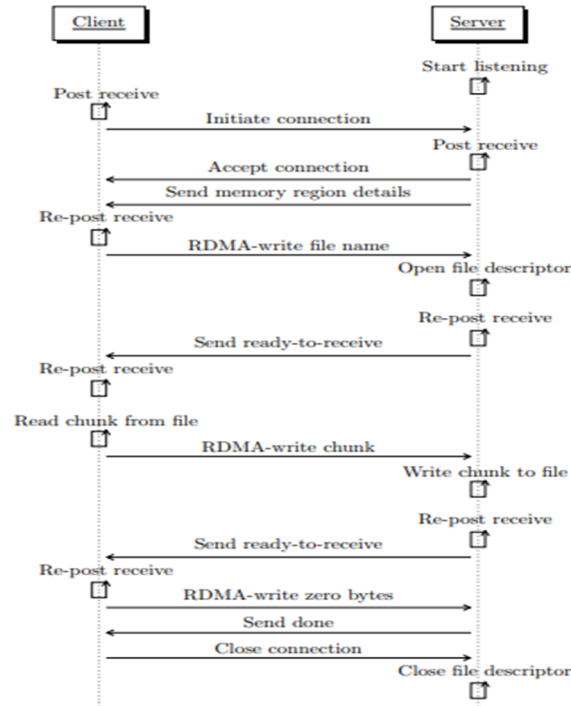 Client
Server
Start listening
Post receive
Initiate connection
Post receive
Accept connection
Send memory region details
Re-post receive
RDMA-write file name
Open file descriptor
Re-post receive
Send ready-to-receive
Re-post receive
Read chunk from file
RDMA-write chunk
Write chunk to file
Re-post receive
Send ready-to-receive
Re-post receive
RDMA-write zero bytes
Send done
Close connection
Close file descriptor